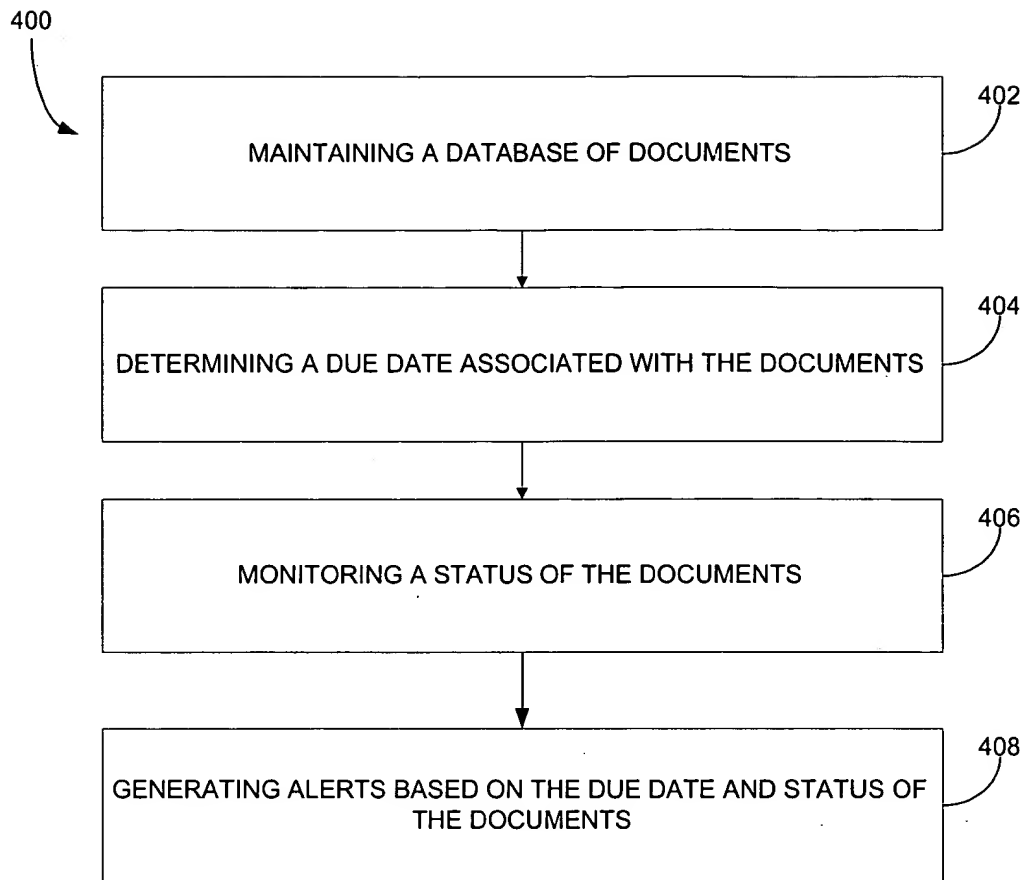 400
402
MAINTAINING A DATABASE OF DOCUMENTS
404
DETERMINING A DUE DATE ASSOCIATED WITH THE DOCUMENTS
406
MONITORING A STATUS OF THE DOCUMENTS
408
GENERATING ALERTS BASED ON THE DUE DATE AND STATUS OF
THE DOCUMENTS